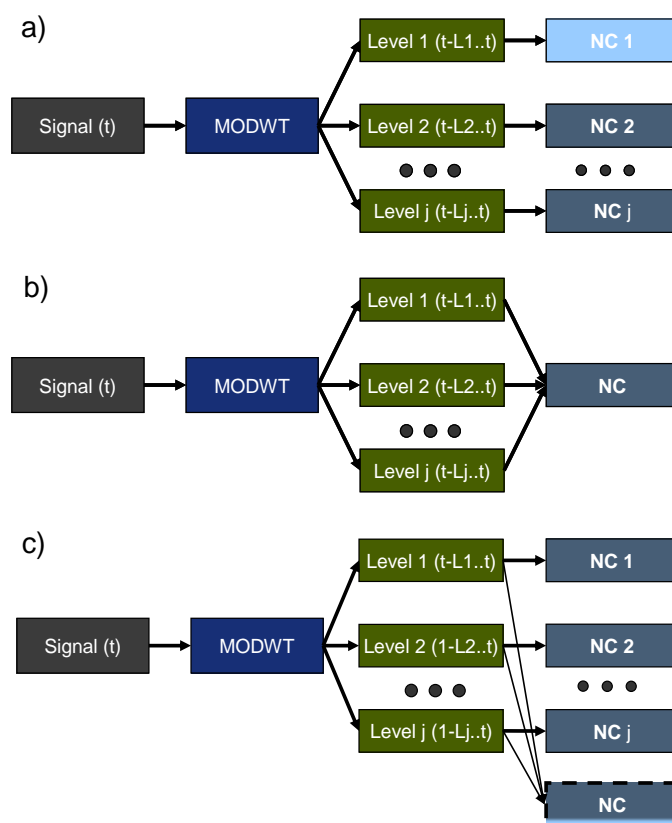 a)
Level 1 (t-L1..t)
NC 1
Signal (t)
MODWT
Level 2 (t-L2..t)
NC 2
Level j (t-Lj..t)
NC j
b)
Level 1 (t-L1..t)
Signal (t)
MODWT
Level 2 (t-L2..t)
NC
Level j (t-Lj..t)
c)
Level 1 (t-L1..t)
NC 1
Signal (t)
MODWT
Level 2 (1-L2..t)
NC 2
Level j (1-Lj..t)
NC j
NC